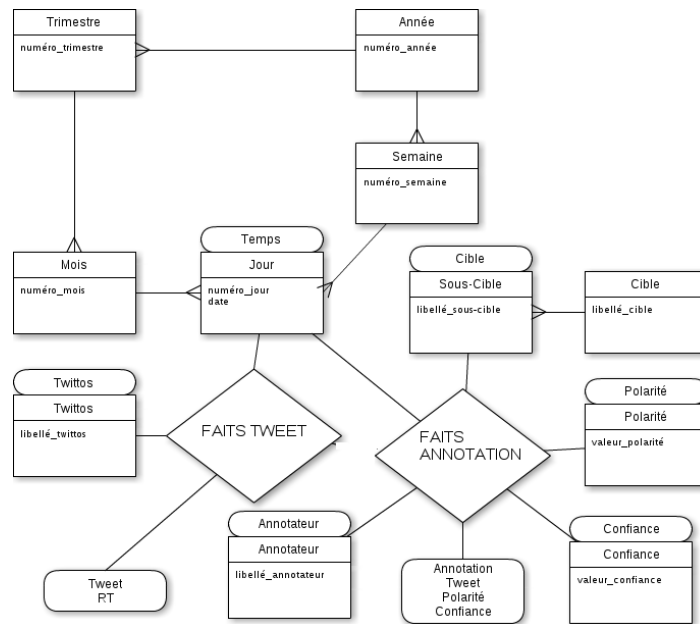 Trimestre
numéro_trimestre
Année
numéro_année
Semaine
numéro_semaine
Mois
numéro_mois
Temps
Jour
numéro_jour
date
Cible
Sous-Cible
libellé_sous-cible
Cible
libellé_cible
Twittos
Twittos
libellé_twittos
FAITS TWEET
FAITS
ANNOTATION
Polarité
Polarité
valeur_polarité
Annotateur
Annotateur
libellé_annotateur
Confiance
Confiance
valeur_confiance
Tweet
RT
Annotation
Tweet
Polarité
Confiance